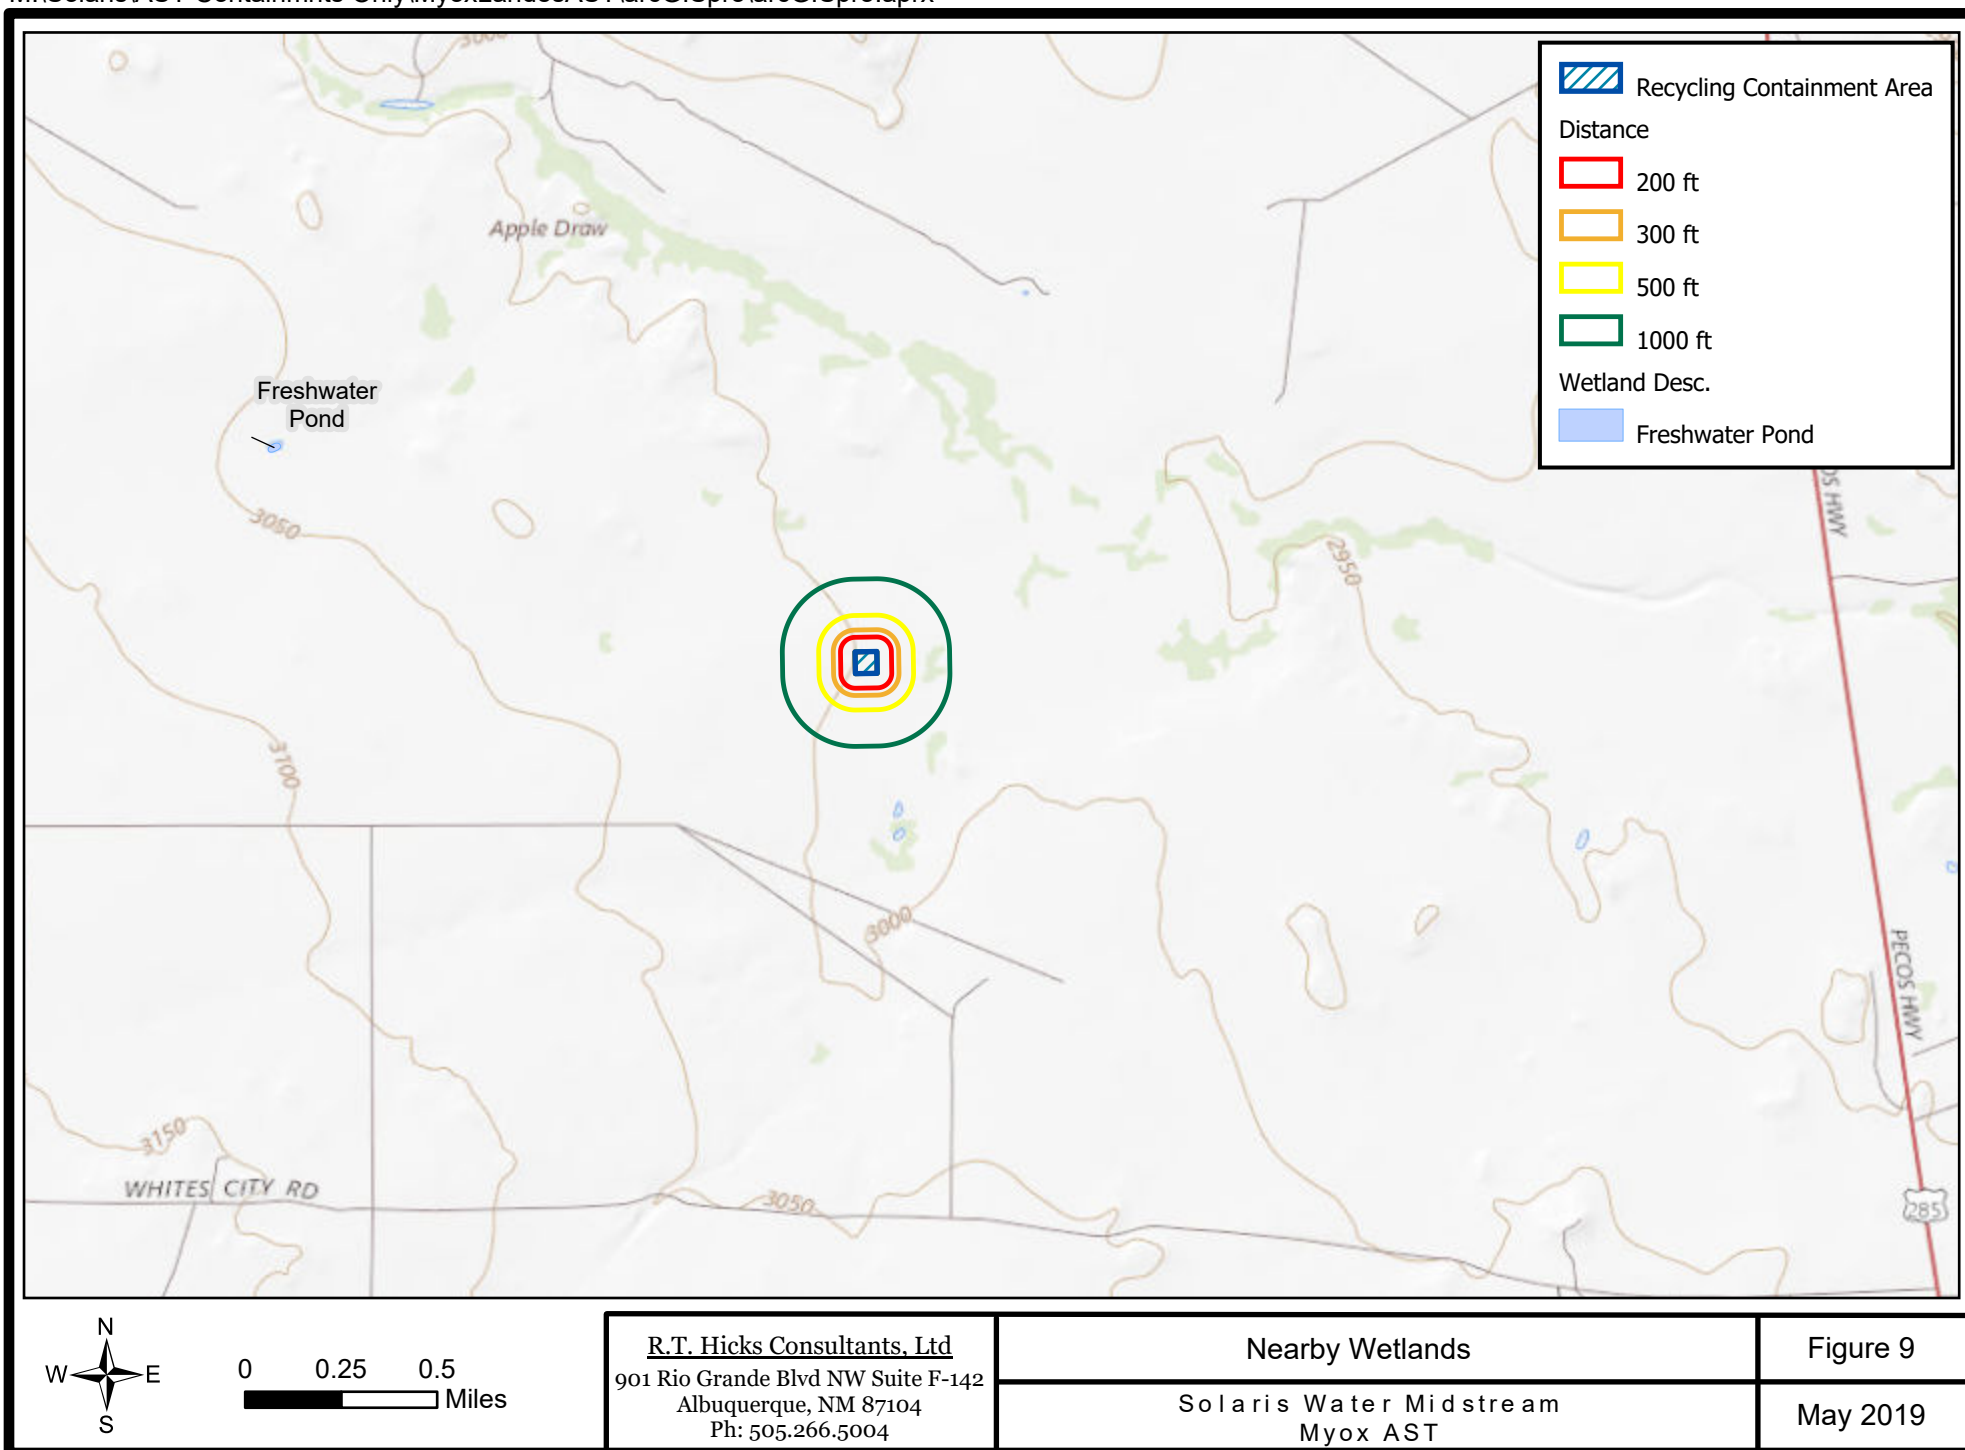 Recycling Containment Area
Distance
200 ft
300 ft
500 ft
1000 ft
Wetland Desc.
Freshwater Pond
3000
Apple Draw
Freshwater
Pond
3050
OS HWY
2950
3100
3000
PECOS HWY
3150
WHITES CITY RD
3050
285
N
W E
S
0 0.25 0.5
Miles
R.T. Hicks Consultants, Ltd
901 Rio Grande Blvd NW Suite F-142
Albuquerque, NM 87104
Ph: 505.266.5004
Nearby Wetlands
Solaris Water Midstream
Myox AST
Figure 9
May 2019